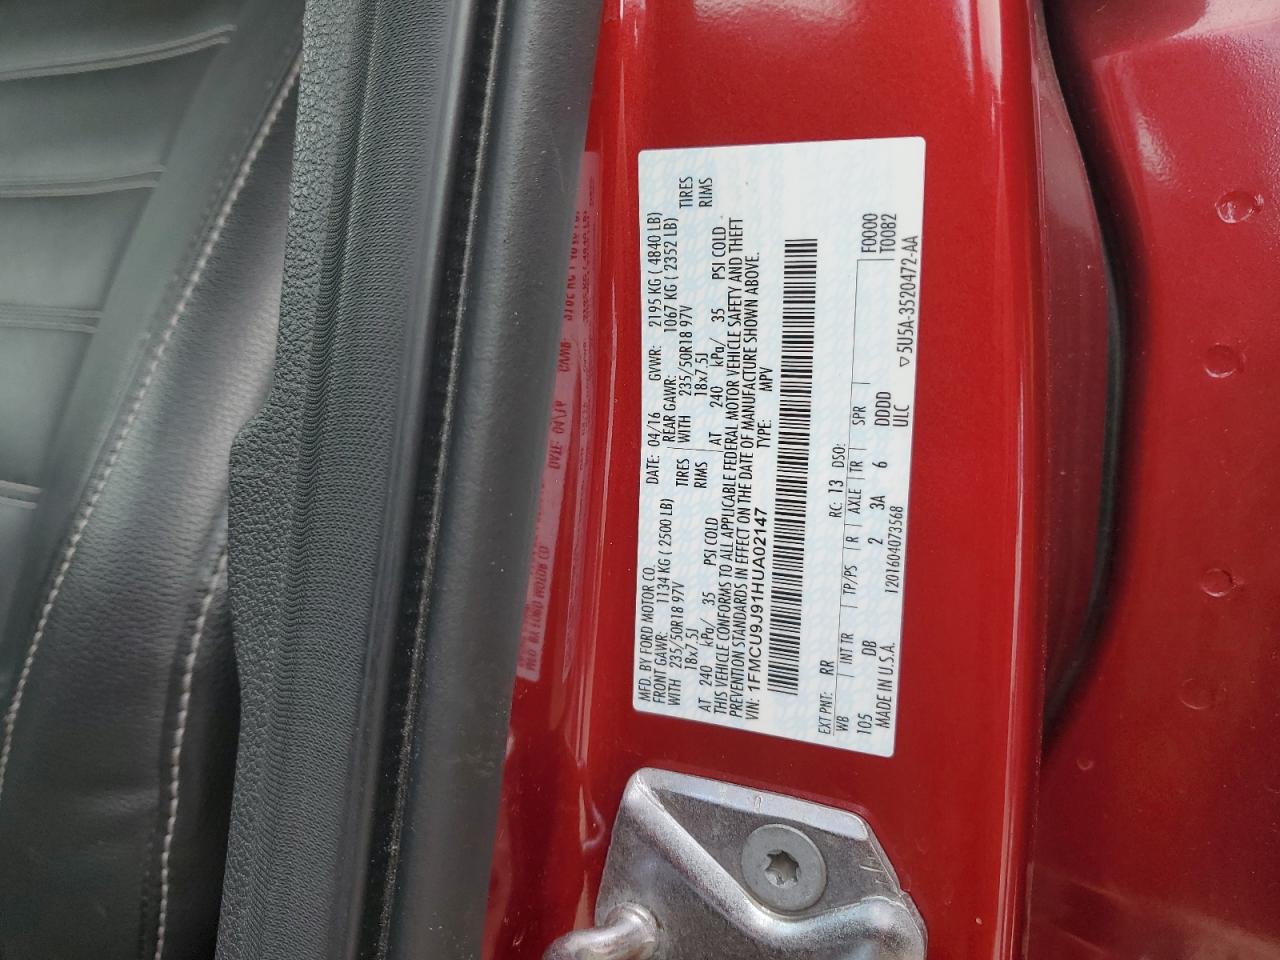 MFD. BY FORD MOTOR CO.
DATE: 04/16 GVWR: 2195 KG ( 4840 LB)
FRONT GAWR: 1134 KG ( 2500 LB) REAR GAWR: 1067 KG ( 2352 LB)
WITH 235/50R18 97V TIRES WITH 235/50R18 97V TIRES
18x7.5J RIMS 18x7.5J RIMS
AT 240 kPa/ 35 PSI COLD AT 240 kPa/ 35 PSI COLD
THIS VEHICLE CONFORMS TO ALL APPLICABLE FEDERAL MOTOR VEHICLE SAFETY AND THEFT
PREVENTION STANDARDS IN EFFECT ON THE DATE OF MANUFACTURE SHOWN ABOVE.
VIN: 1FMCU9J91HUA02147 TYPE: MPV
EXT PNT: RR RC: 13 DSO: F0000
WB INT TR TP/PS R AXLE TR SPR T0082
105 DB 2 3A 6 DDDD
MADE IN U.S.A. 1201604073568 ULC
5U5A-3520472-AA